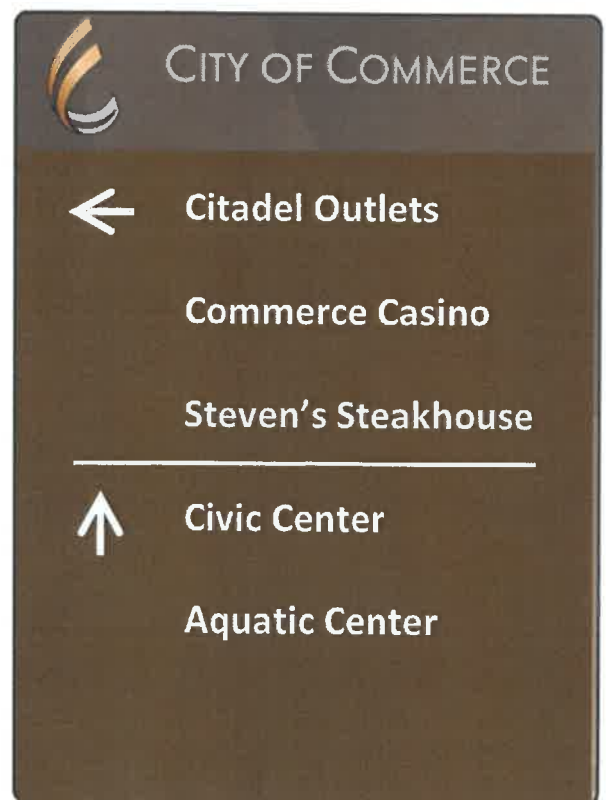 CITY OF COMMERCE
← Citadel Outlets
Commerce Casino
Steven's Steakhouse
↑ Civic Center
Aquatic Center